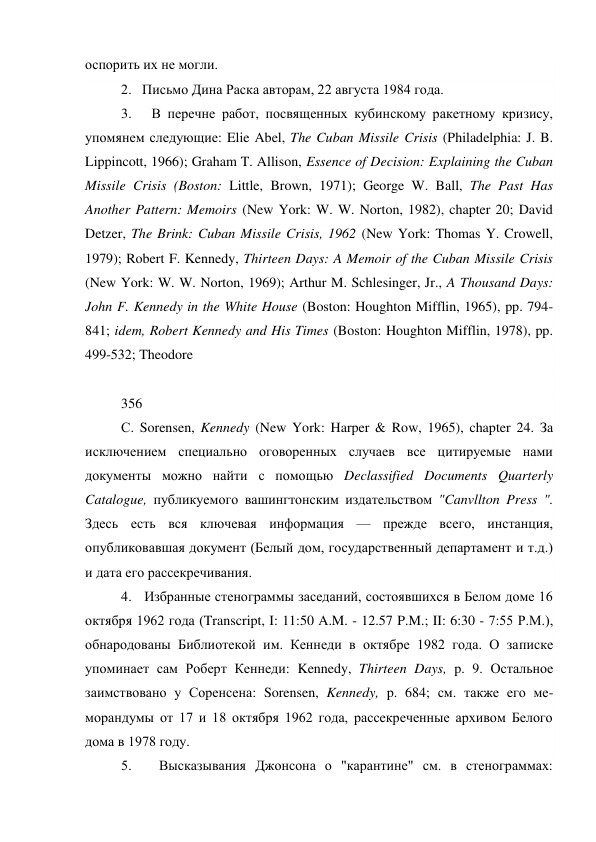 оспорить их не могли.
2. Письмо Дина Раска авторам, 22 августа 1984 года.
3. В перечне работ, посвященных кубинскому ракетному кризису,
упомянем следующие: Elie Abel, The Cuban Missile Crisis (Philadelphia: J. B.
Lippincott, 1966); Graham T. Allison, Essence of Decision: Explaining the Cuban
Missile Crisis (Boston: Little, Brown, 1971); George W. Ball, The Past Has
Another Pattern: Memoirs (New York: W. W. Norton, 1982), chapter 20; David
Detzer, The Brink: Cuban Missile Crisis, 1962 (New York: Thomas Y. Crowell,
1979); Robert F. Kennedy, Thirteen Days: A Memoir of the Cuban Missile Crisis
(New York: W. W. Norton, 1969); Arthur M. Schlesinger, Jr., A Thousand Days:
John F. Kennedy in the White House (Boston: Houghton Mifflin, 1965), pp. 794-
841; idem, Robert Kennedy and His Times (Boston: Houghton Mifflin, 1978), pp.
499-532; Theodore
356
C. Sorensen, Kennedy (New York: Harper & Row, 1965), chapter 24. За
исключением специально оговоренных случаев все цитируемые нами
документы можно найти с помощью Declassified Documents Quarterly
Catalogue, публикуемого вашингтонским издательством "Canvllton Press ".
Здесь есть вся ключевая информация — прежде всего, инстанция,
опубликовавшая документ (Белый дом, государственный департамент и т.д.)
и дата его рассекречивания.
4. Избранные стенограммы заседаний, состоявшихся в Белом доме 16
октября 1962 года (Transcript, I: 11:50 A.M. - 12.57 P.M.; II: 6:30 - 7:55 P.M.),
обнародованы Библиотекой им. Кеннеди в октябре 1982 года. О записке
упоминает сам Роберт Кеннеди: Kennedy, Thirteen Days, p. 9. Остальное
заимствовано у Соренсена: Sorensen, Kennedy, p. 684; см. также его ме-
морандумы от 17 и 18 октября 1962 года, рассекреченные архивом Белого
дома в 1978 году.
5. Высказывания Джонсона о "карантине" см. в стенограммах: